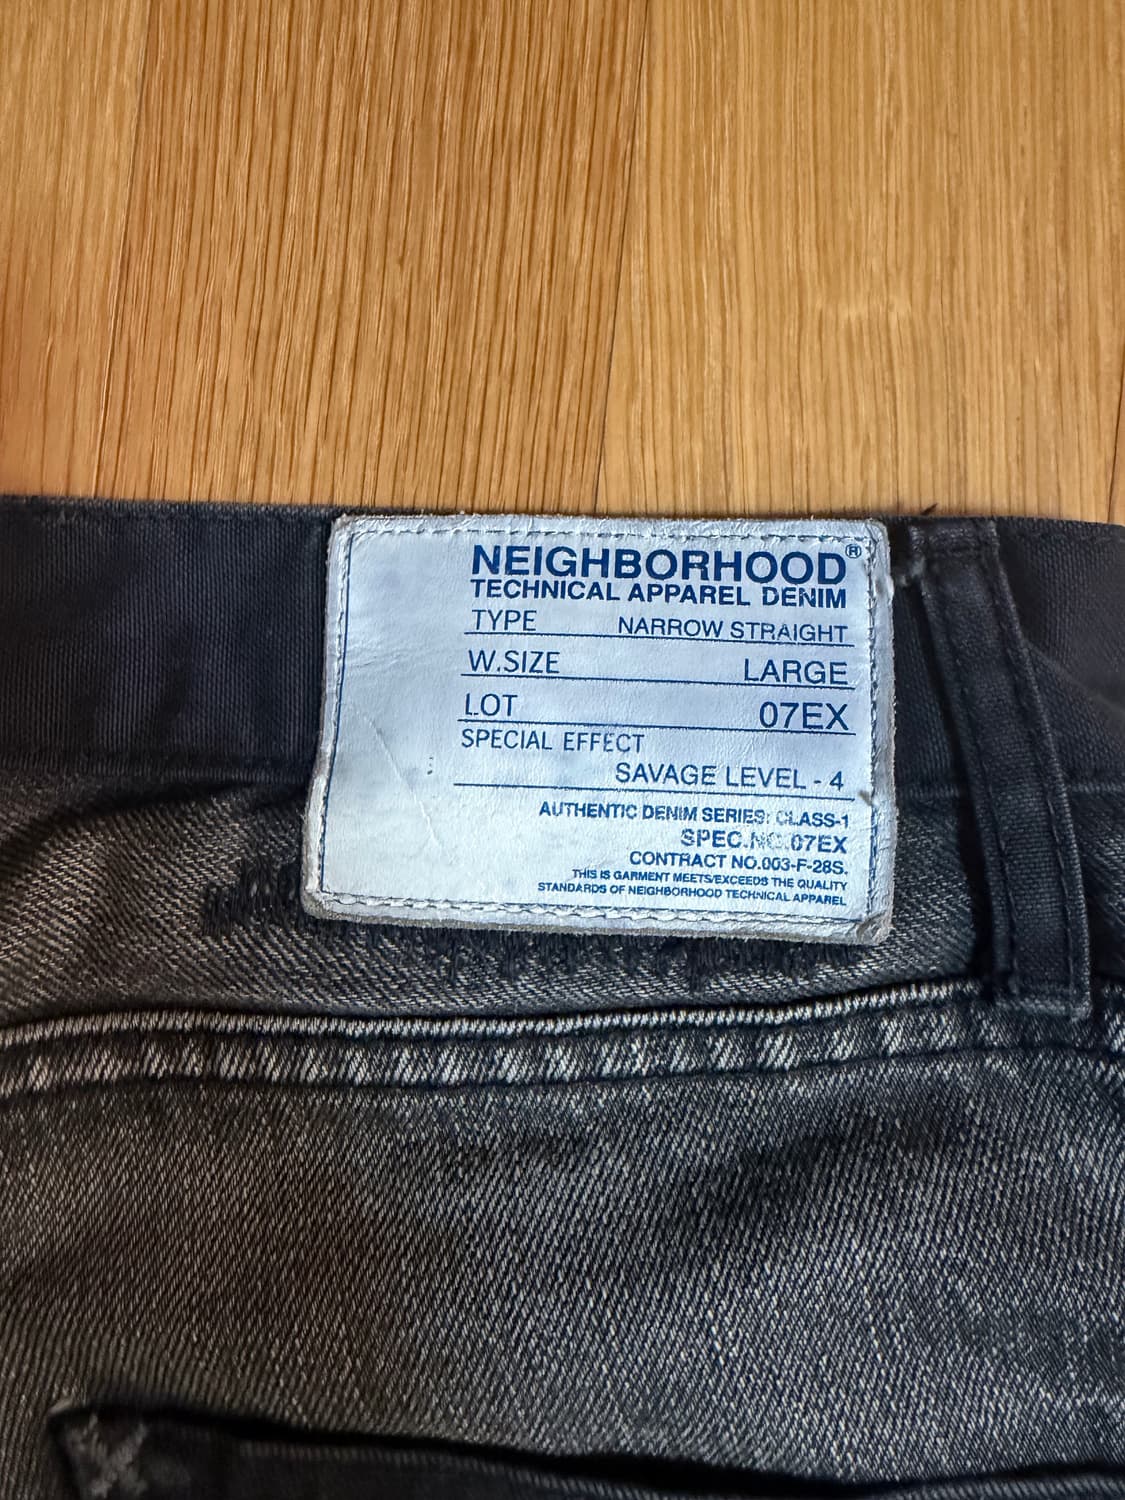 NEIGHBORHOOD®
TECHNICAL APPAREL DENIM
TYPE NARROW STRAIGHT
W.SIZE LARGE
LOT 07EX
SPECIAL EFFECT
SAVAGE LEVEL - 4
AUTHENTIC DENIM SERIES: CLASS-1
SPEC.NO.07EX
CONTRACT NO.003-F-28S.
THIS IS GARMENT MEETS/EXCEEDS THE QUALITY
STANDARDS OF NEIGHBORHOOD TECHNICAL APPAREL